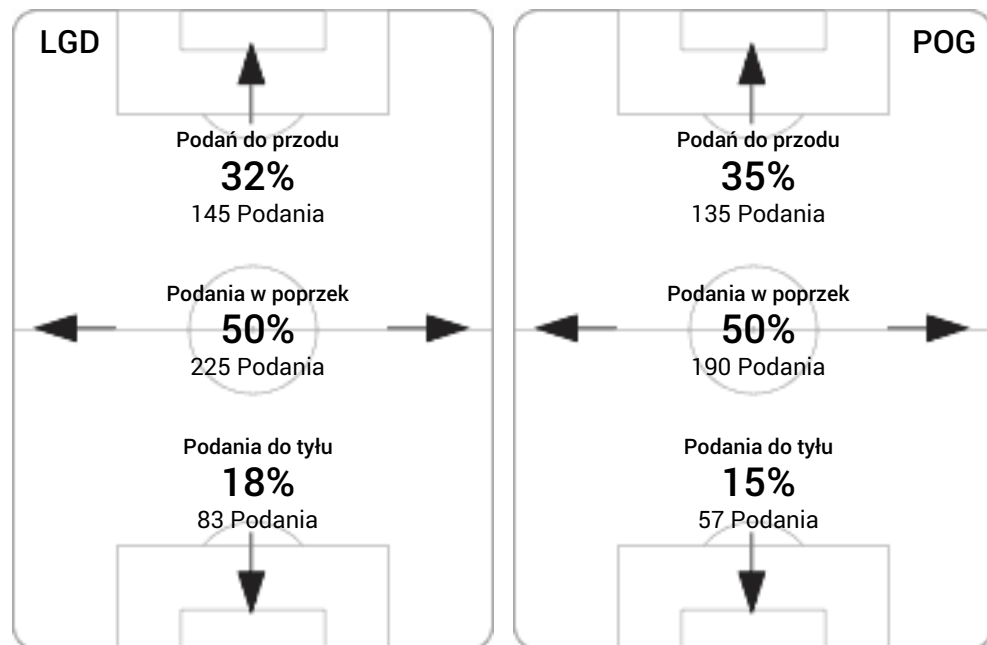 LGD
Podań do przodu
32%
145 Podania
Podania w poprzek
50%
225 Podania
Podania do tyłu
18%
83 Podania
POG
Podań do przodu
35%
135 Podania
Podania w poprzek
50%
190 Podania
Podania do tyłu
15%
57 Podania